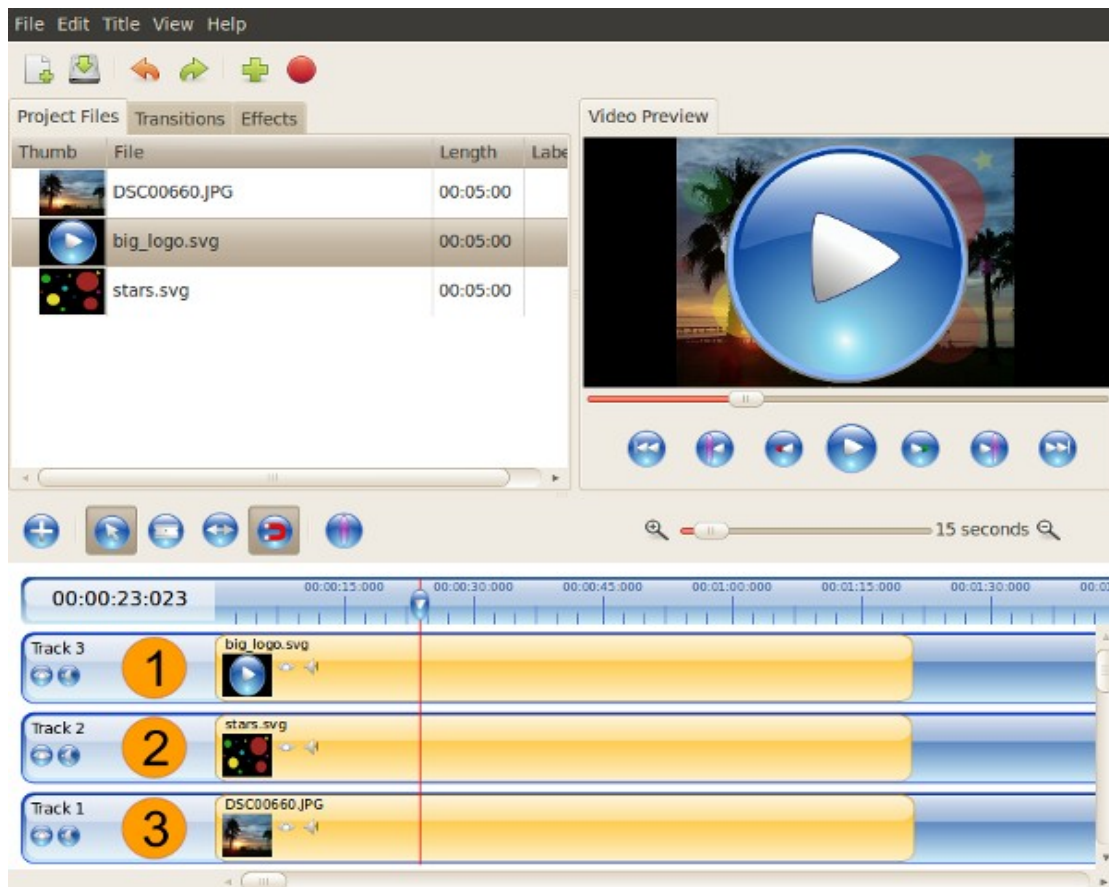 File Edit Title View Help
Project Files Transitions Effects
Video Preview
Thumb File Length Labe
DSC00660.JPG 00:05:00
big_logo.svg 00:05:00
stars.svg 00:05:00
15 seconds
00:00:23:023
00:00:15:000 00:00:30:000 00:00:45:000 00:01:00:000 00:01:15:000 00:01:30:000 00:0
Track 3 1 big_logo.svg
Track 2 2 stars.svg
Track 1 3 DSC00660.JPG